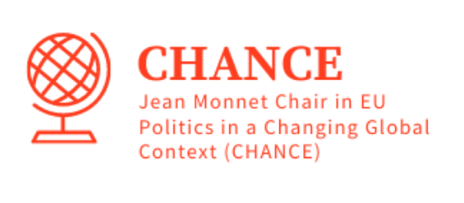 CHANCE
Jean Monnet Chair in EU
Politics in a Changing Global
Context (CHANCE)